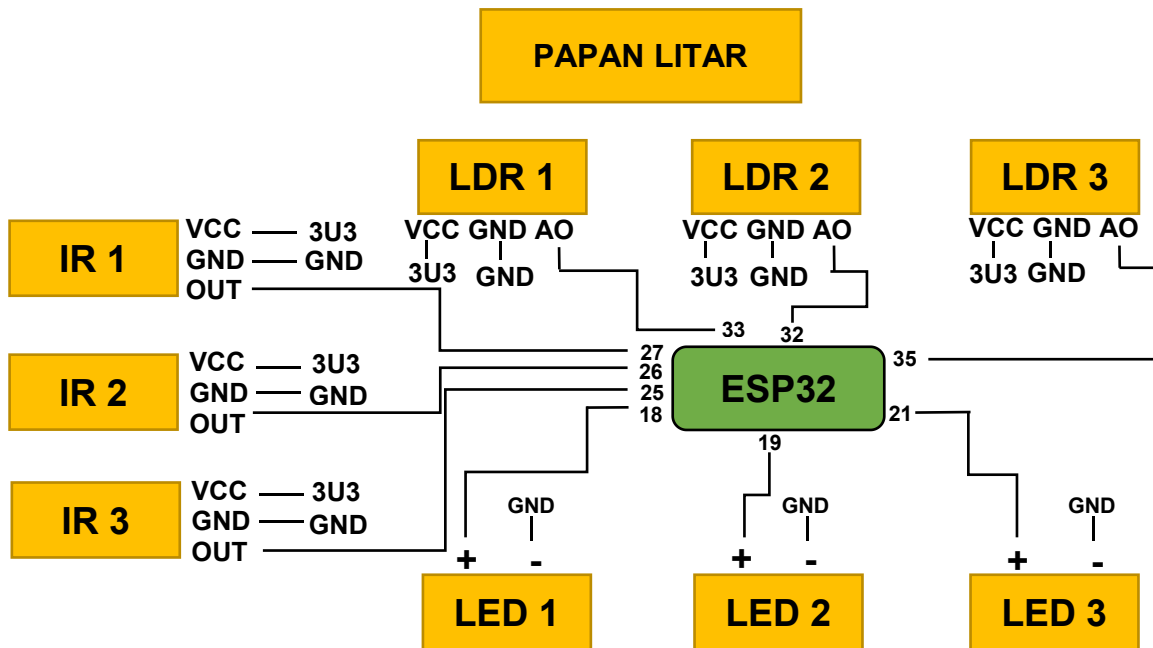 PAPAN LITAR
LDR 1
VCC GND AO
3U3 GND
LDR 2
VCC GND AO
3U3 GND
LDR 3
VCC GND AO
3U3 GND
IR 1
VCC 3U3
GND GND
OUT
IR 2
VCC 3U3
GND GND
OUT
IR 3
VCC 3U3
GND GND
OUT
33
32
27
26
25
18
ESP32
35
21
19
GND
+ -
LED 1
GND
+ -
LED 2
GND
+ -
LED 3